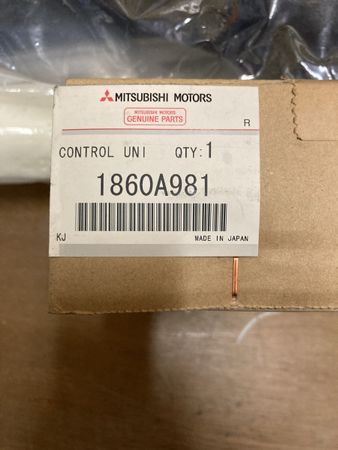 MITSUBISHI MOTORS
MITSUBISHI MOTORS
GENUINE PARTS
R
CONTROL UNI QTY:1
1860A981
KJ MADE IN JAPAN